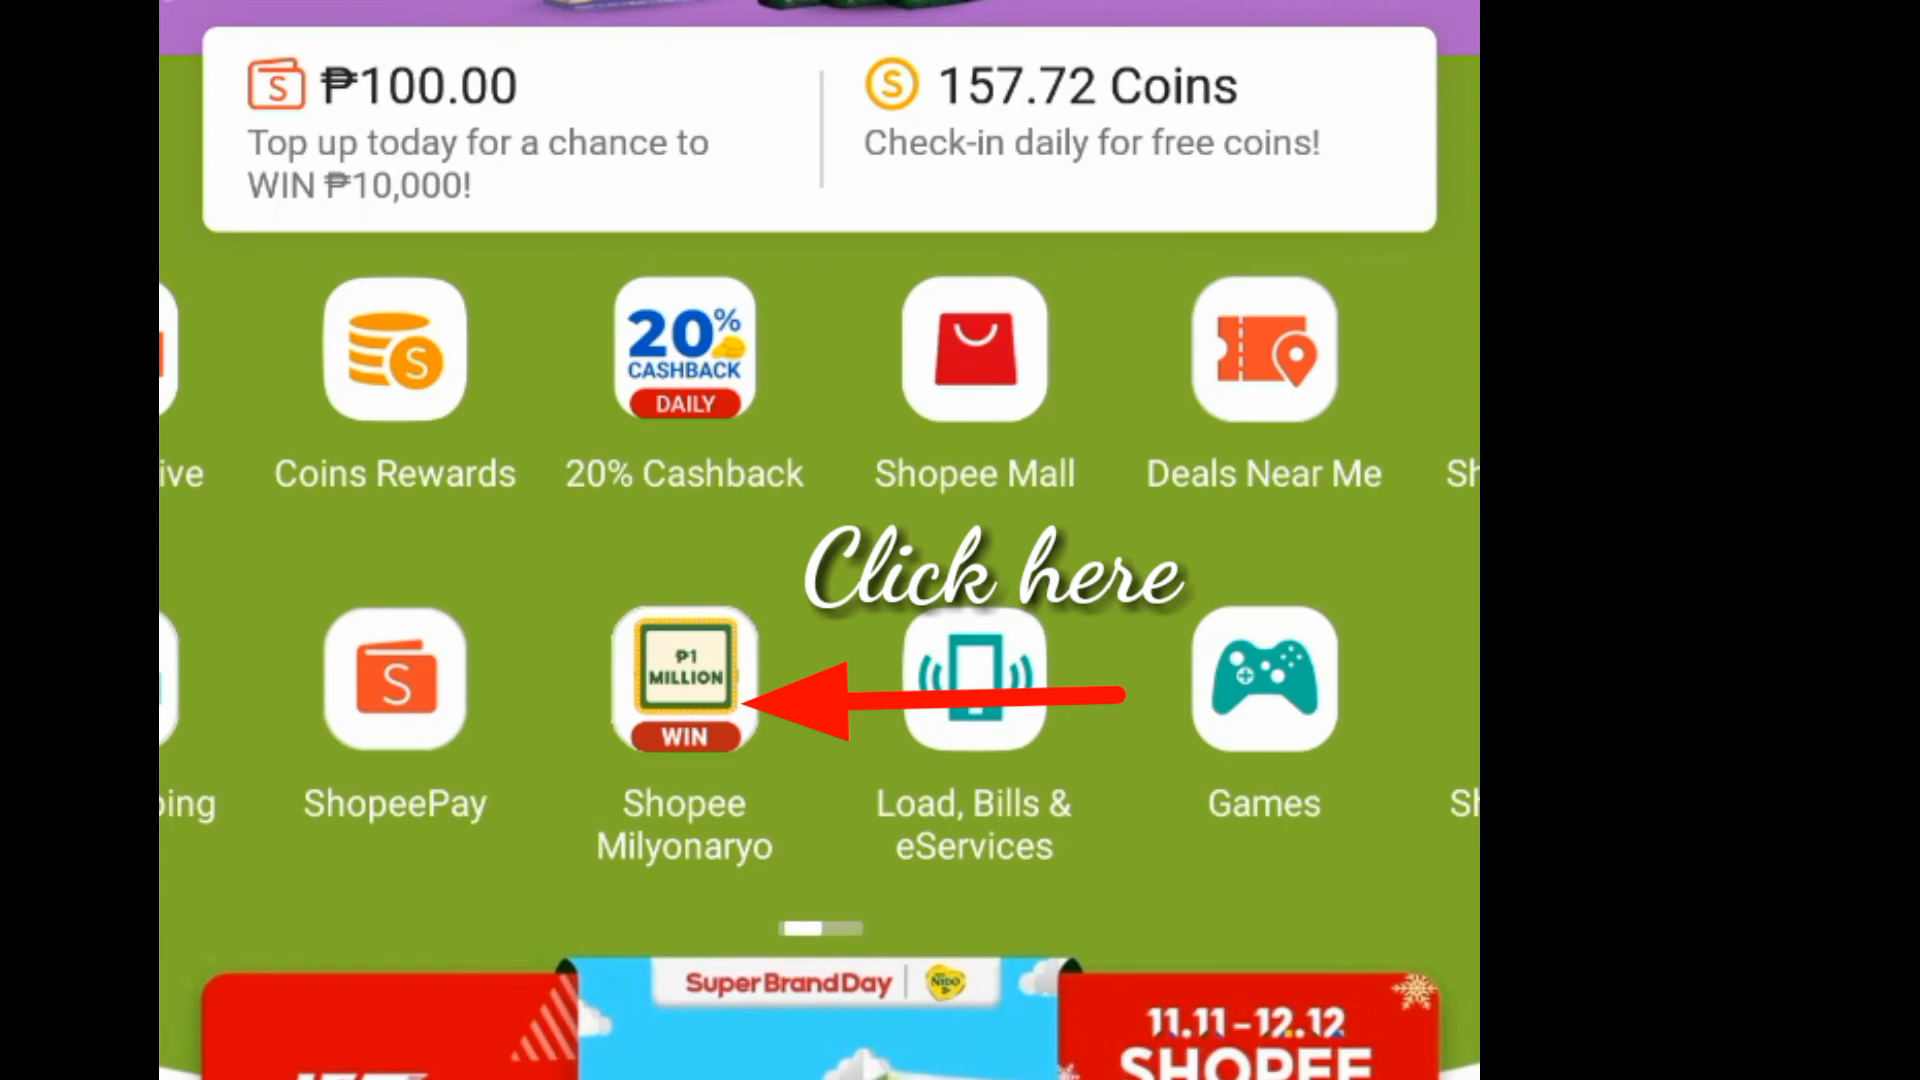 ₱100.00
Top up today for a chance to
WIN ₱10,000!
157.72 Coins
Check-in daily for free coins!
20%
CASHBACK
DAILY
ive
Coins Rewards
20% Cashback
Shopee Mall
Deals Near Me
Sh
Click here
₱1
MILLION
WIN
ping
ShopeePay
Shopee
Milyonaryo
Load, Bills &
eServices
Games
Sh
Super Brand Day
NIDO
11.11-12.12
SHOPEE